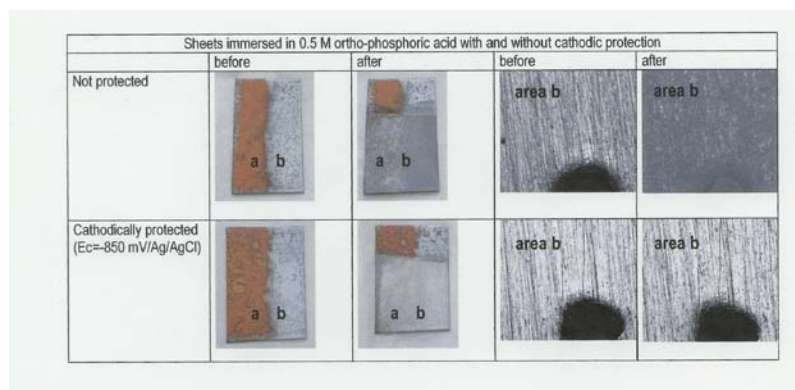 Sheets immersed in 0.5 M ortho-phosphoric acid with and without cathodic protection
before after before after
Not protected
a b
a b
area b
area b
Cathodically protected
(Ec=-850 mV/Ag/AgCl)
a b
a b
area b
area b